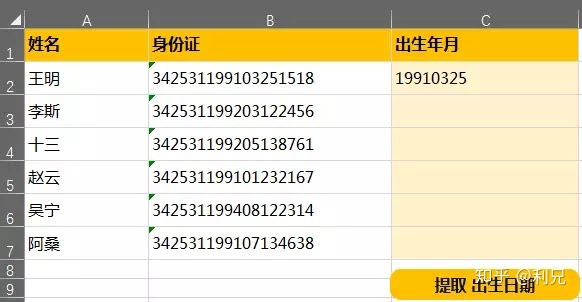 A B C
1 姓名 身份证 出生年月
2 王明 342531199103251518 19910325
3 李斯 342531199203122456
4 十三 342531199205138761
5 赵云 342531199101232167
6 吴宁 342531199408122314
7 阿桑 342531199107134638
8
9 提取 出生日期
知乎 @利兄